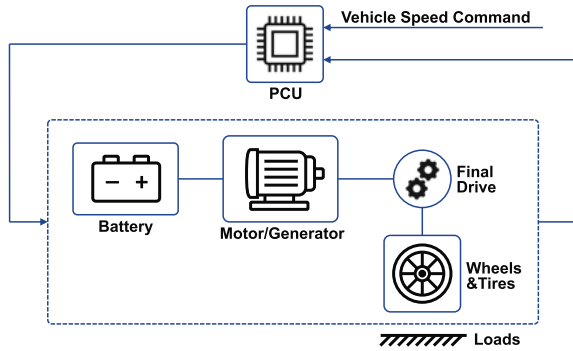 Vehicle Speed Command
PCU
Battery
Motor/Generator
Final
Drive
Wheels
&Tires
Loads